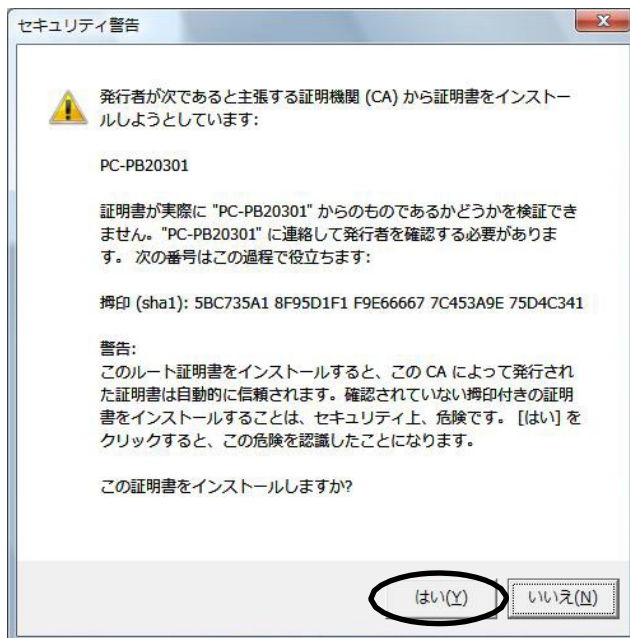 セキュリティ警告
発行者が次であると主張する証明機関 (CA) から証明書をインストー
ルしようとしています:
PC-PB20301
証明書が実際に "PC-PB20301" からのものであるかどうかを検証でき
ません。"PC-PB20301" に連絡して発行者を確認する必要がありま
す。 次の番号はこの過程で役立ちます:
拇印 (sha1): 5BC735A1 8F95D1F1 F9E66667 7C453A9E 75D4C341
警告:
このルート証明書をインストールすると、この CA によって発行され
た証明書は自動的に信頼されます。確認されていない拇印付きの証明
書をインストールすることは、セキュリティ上、危険です。 [はい] を
クリックすると、この危険を認識したことになります。
この証明書をインストールしますか?
はい(Y) いいえ(N)